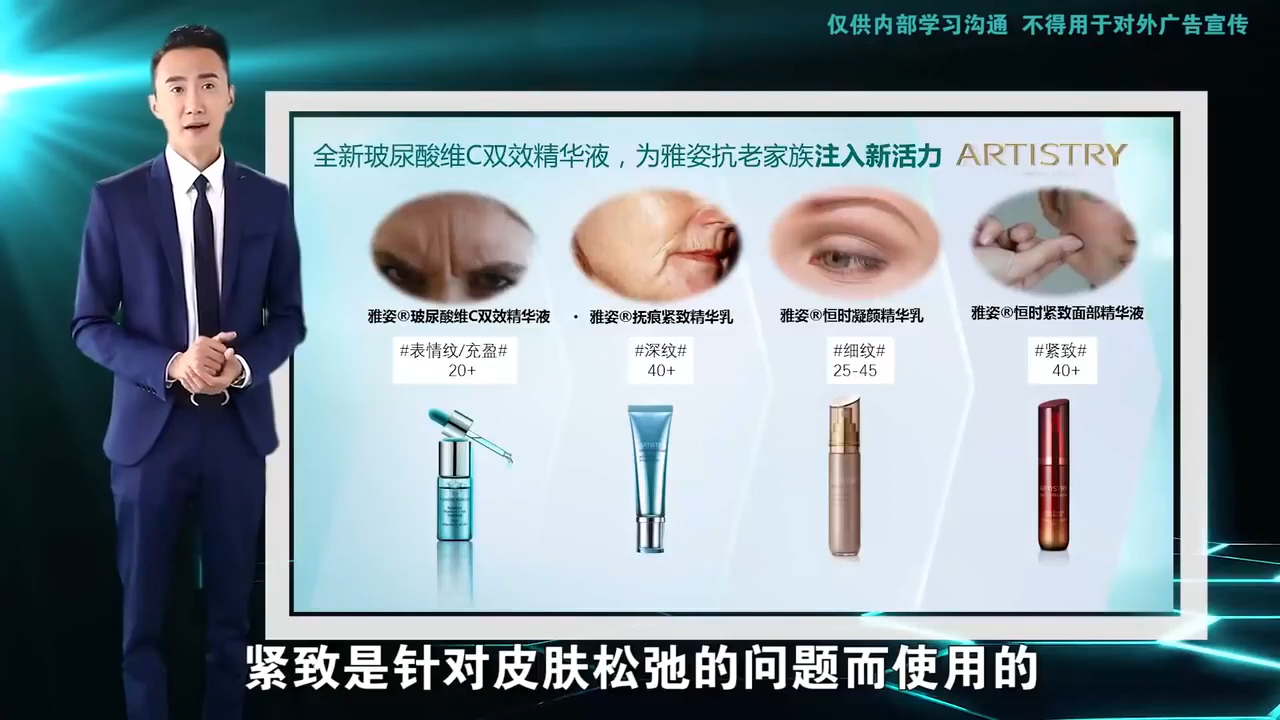 仅供内部学习沟通 不得用于对外广告宣传
全新玻尿酸维C双效精华液，为雅姿抗老家族注入新活力 ARTISTRY
雅姿®玻尿酸维C双效精华液
#表情纹/充盈#
20+
· 雅姿®抚痕紧致精华乳
#深纹#
40+
雅姿®恒时凝颜精华乳
#细纹#
25-45
雅姿®恒时紧致面部精华液
#紧致#
40+
ARTISTRY
ARTISTRY
紧致是针对皮肤松弛的问题而使用的